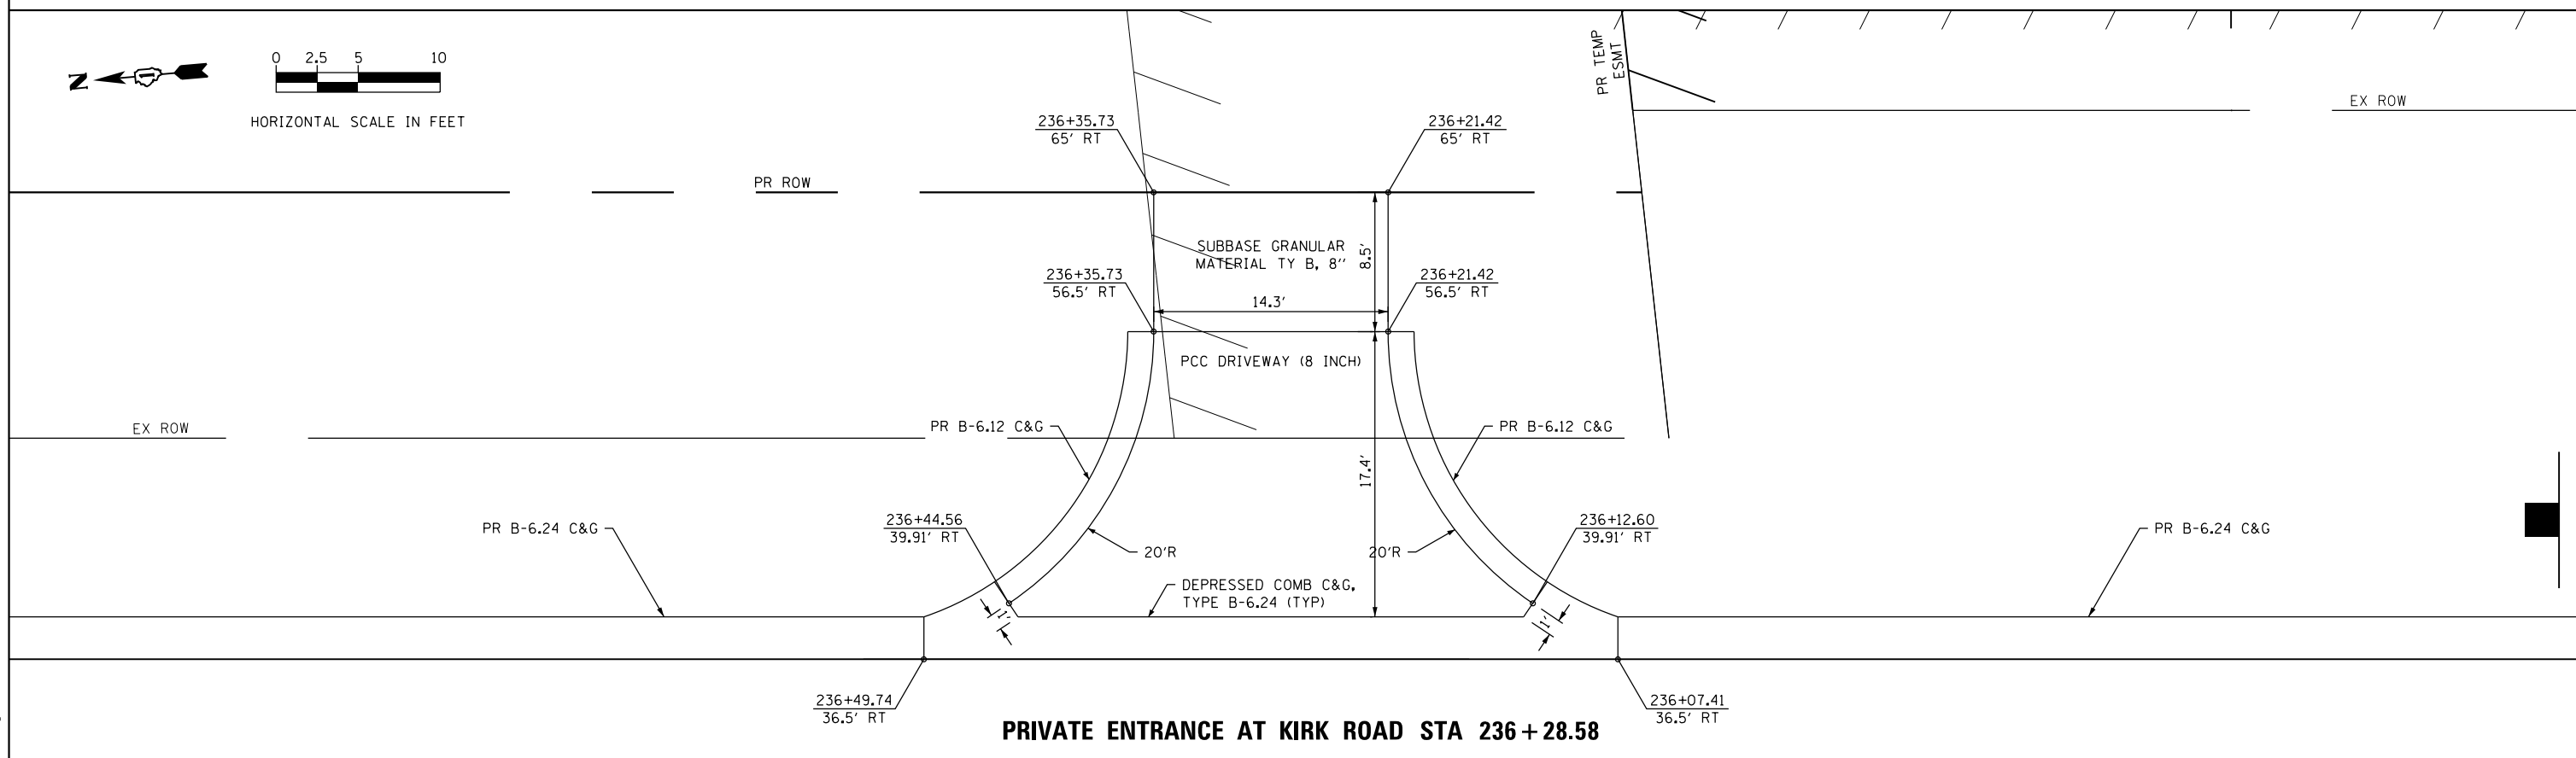 0 2.5 5 10
N
HORIZONTAL SCALE IN FEET
PR TEMP
ESMT
EX ROW
236+35.73
65' RT
236+21.42
65' RT
PR ROW
SUBBASE GRANULAR
MATERIAL TY B, 8''
8.5'
236+35.73
56.5' RT
236+21.42
56.5' RT
14.3'
PCC DRIVEWAY (8 INCH)
EX ROW
PR B-6.12 C&G
PR B-6.12 C&G
17.4'
PR B-6.24 C&G
236+44.56
39.91' RT
236+12.60
39.91' RT
PR B-6.24 C&G
20'R
20'R
DEPRESSED COMB C&G,
TYPE B-6.24 (TYP)
1'
1'
236+49.74
36.5' RT
236+07.41
36.5' RT
PRIVATE ENTRANCE AT KIRK ROAD STA 236+28.58